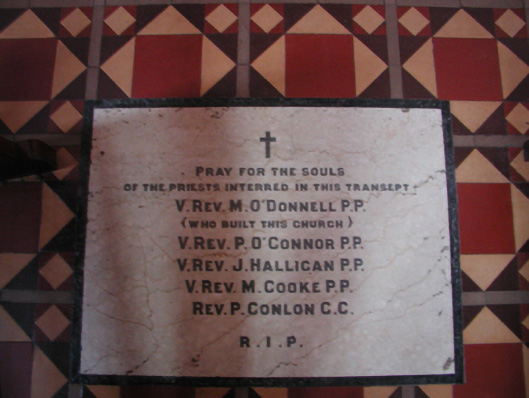 PRAY FOR THE SOULS
OF THE PRIESTS INTERRED IN THIS TRANSEPT
V. REV. M. O'DONNELL P.P.
(WHO BUILT THIS CHURCH)
V. REV. P. O'CONNOR P.P.
V. REV. J. HALLIGAN P.P.
V. REV. M. COOKE P.P.
REV. P. CONLON C.C.
R.I.P.